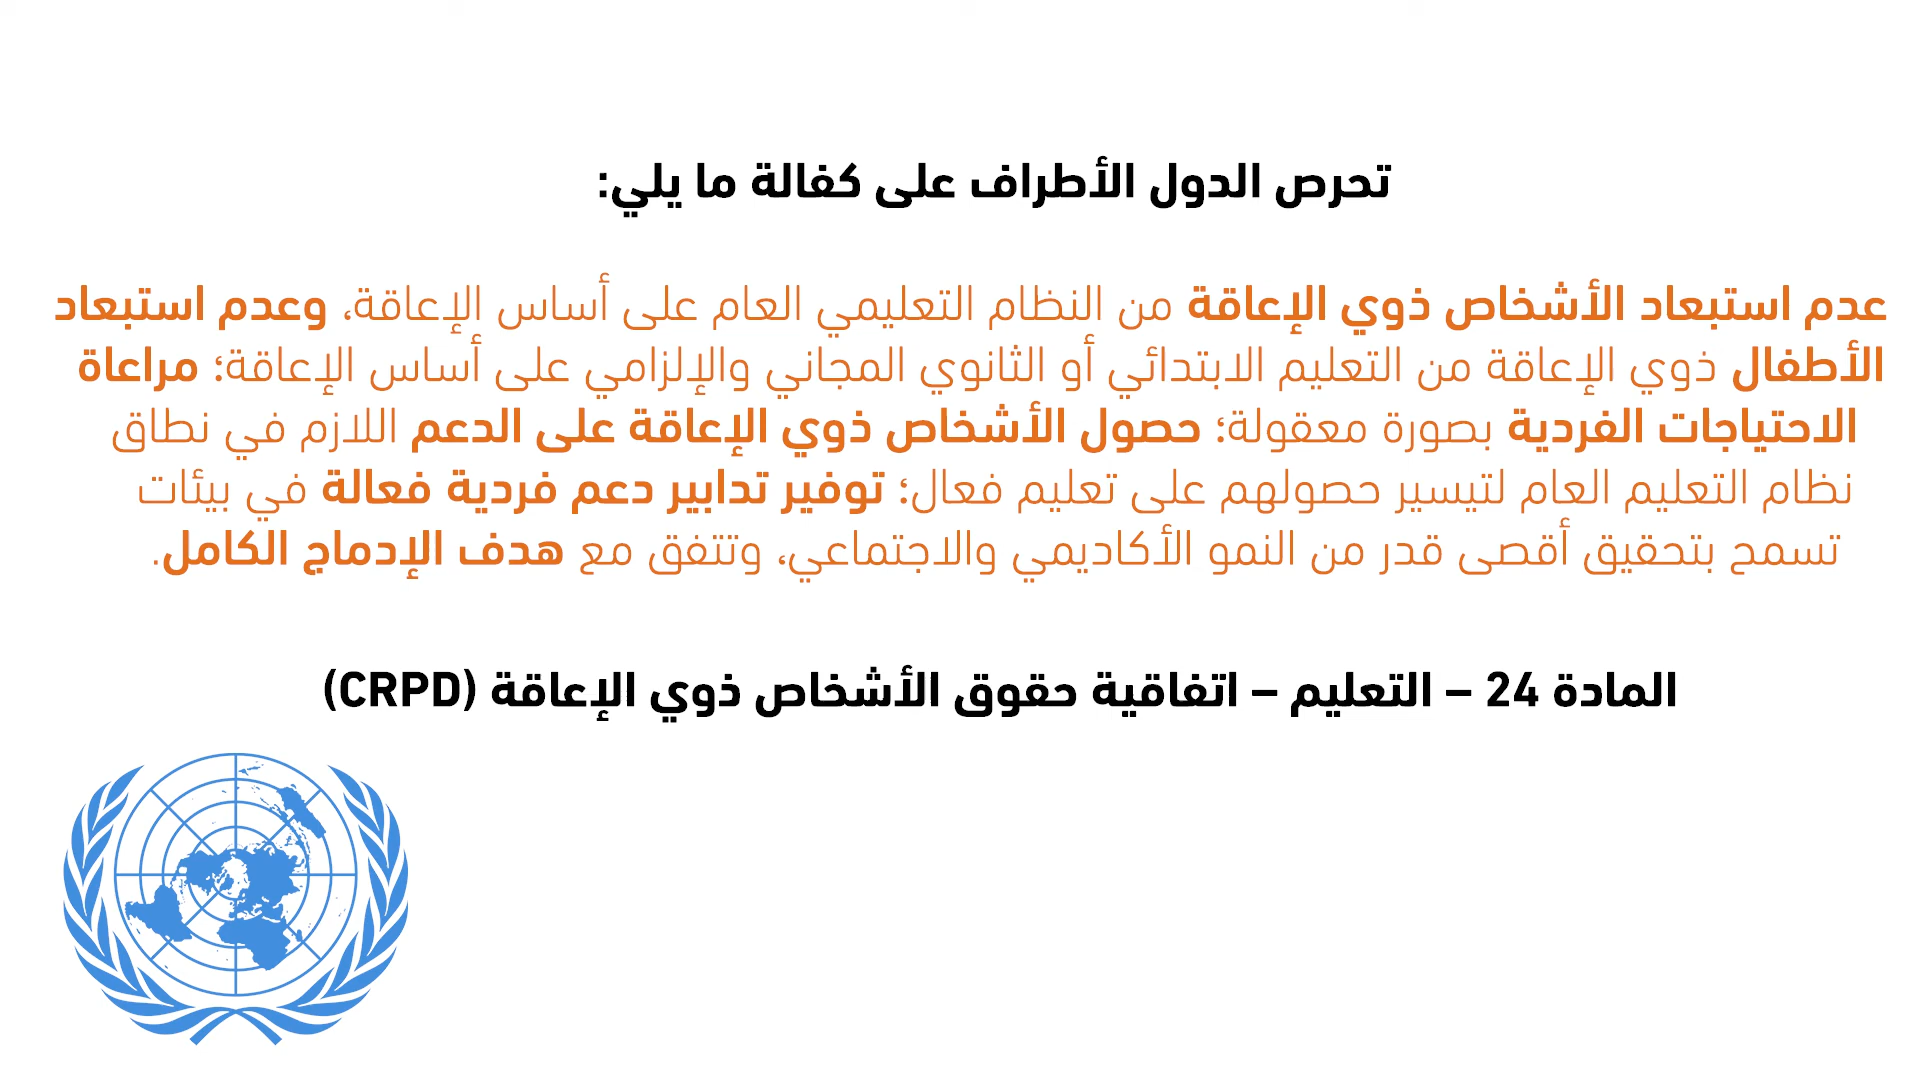 تحرص الدول الأطراف على كفالة ما يلي:
عدم استبعاد الأشخاص ذوي الإعاقة من النظام التعليمي العام على أساس الإعاقة، وعدم استبعاد
الأطفال ذوي الإعاقة من التعليم الابتدائي أو الثانوي المجاني والإلزامي على أساس الإعاقة؛ مراعاة
الاحتياجات الفردية بصورة معقولة؛ حصول الأشخاص ذوي الإعاقة على الدعم اللازم في نطاق
نظام التعليم العام لتيسير حصولهم على تعليم فعال؛ توفير تدابير دعم فردية فعالة في بيئات
تسمح بتحقيق أقصى قدر من النمو الأكاديمي والاجتماعي، وتتفق مع هدف الإدماج الكامل.
المادة 24 – التعليم – اتفاقية حقوق الأشخاص ذوي الإعاقة (CRPD)